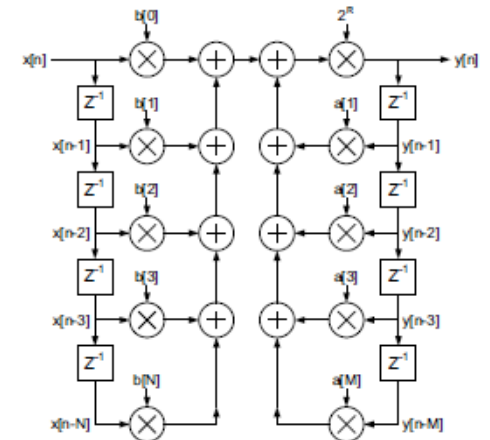 b[0] 2^R
x[n] y[n]
Z^-1 b[1] a[1] Z^-1
x[n-1] y[n-1]
Z^-1 b[2] a[2] Z^-1
x[n-2] y[n-2]
Z^-1 b[3] a[3] Z^-1
x[n-3] y[n-3]
Z^-1 b[N] a[M] Z^-1
x[n-N] y[n-M]